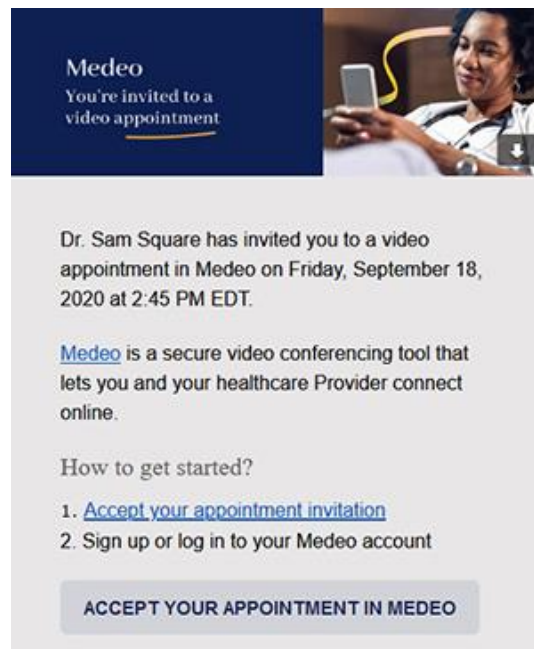 Medeo
You're invited to a
video appointment
Dr. Sam Square has invited you to a video
appointment in Medeo on Friday, September 18,
2020 at 2:45 PM EDT.
Medeo is a secure video conferencing tool that
lets you and your healthcare Provider connect
online.
How to get started?
1. Accept your appointment invitation
2. Sign up or log in to your Medeo account
ACCEPT YOUR APPOINTMENT IN MEDEO